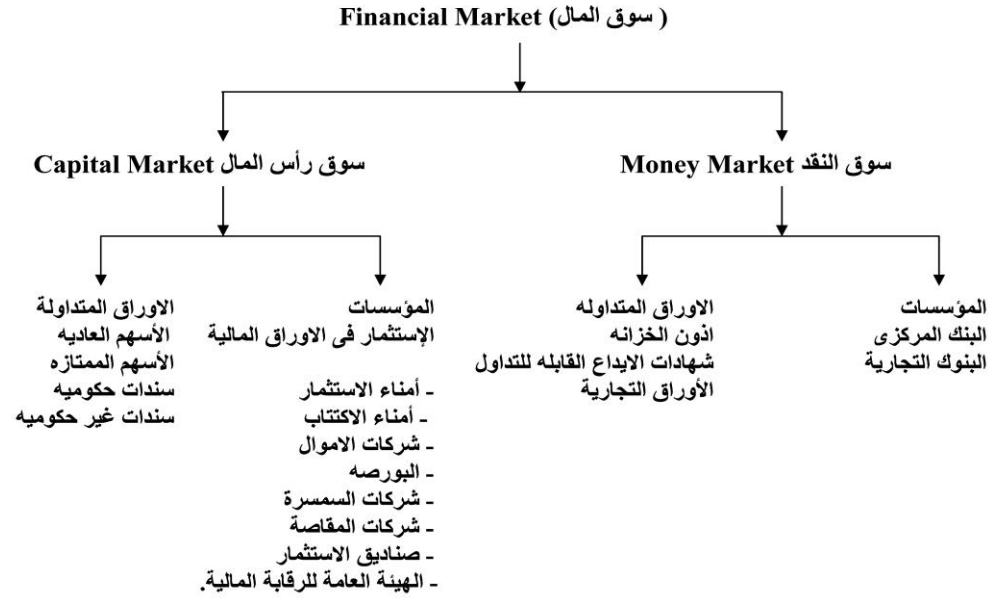 Financial Market (سوق المال )
سوق النقد Money Market
المؤسسات
البنك المركزى
البنوك التجارية
الاوراق المتداوله
اذون الخزانه
شهادات الايداع القابله للتداول
الأوراق التجارية
سوق رأس المال Capital Market
المؤسسات
الإستثمار فى الاوراق المالية
- أمناء الاستثمار
- أمناء الاكتتاب
- شركات الاموال
- البورصه
- شركات السمسرة
- شركات المقاصة
- صناديق الاستثمار
- الهيئة العامة للرقابة المالية.
الاوراق المتداولة
الأسهم العاديه
الأسهم الممتازه
سندات حكوميه
سندات غير حكوميه